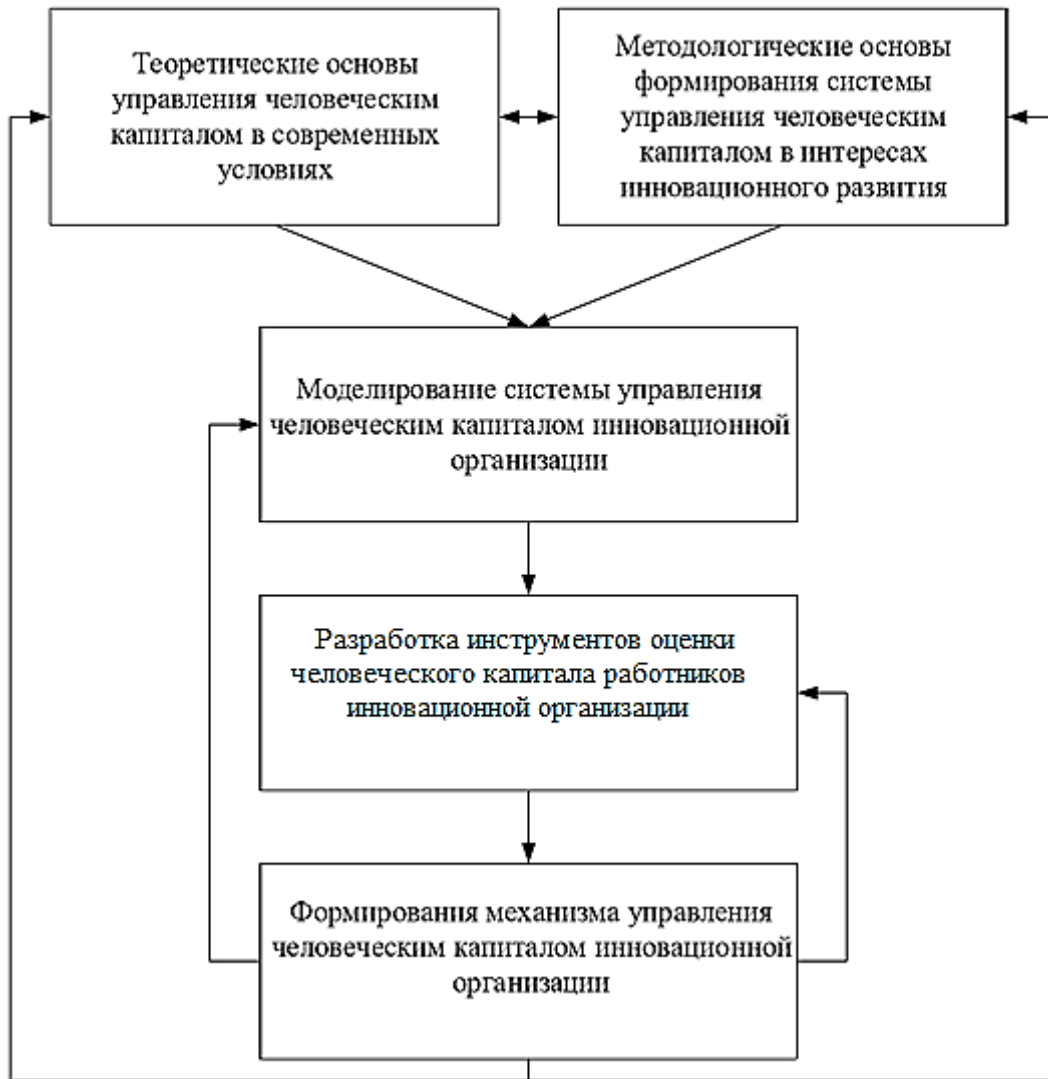 Теоретические основы
управления человеческим
капиталом в современных
условиях
Методологические основы
формирования системы
управления человеческим
капиталом в интересах
инновационного развития
Моделирование системы управления
человеческим капиталом инновационной
организации
Разработка инструментов оценки
человеческого капитала работников
инновационной организации
Формирования механизма управления
человеческим капиталом инновационной
организации